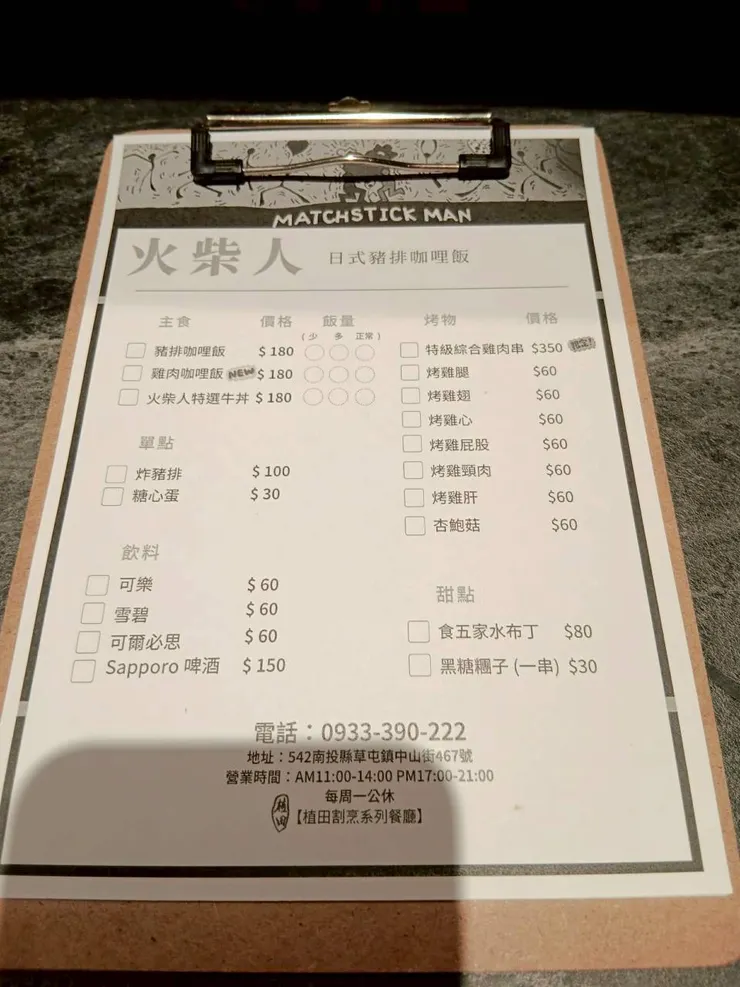 MATCHSTICK MAN
火柴人 日式豬排咖哩飯
主食 價格 飯量
(少 多 正常)
豬排咖哩飯 $180
雞肉咖哩飯 NEW $180
火柴人特選牛丼 $180
單點
炸豬排 $100
糖心蛋 $30
飲料
可樂 $60
雪碧 $60
可爾必思 $60
Sapporo 啤酒 $150
烤物 價格
特級綜合雞肉串 $350
烤雞腿 $60
烤雞翅 $60
烤雞心 $60
烤雞屁股 $60
烤雞頸肉 $60
烤雞肝 $60
杏鮑菇 $60
甜點
食五家水布丁 $80
黑糖糰子 (一串) $30
電話：0933-390-222
地址：542南投縣草屯鎮中山街467號
營業時間：AM11:00-14:00 PM17:00-21:00
每周一公休
【植田割烹系列餐廳】